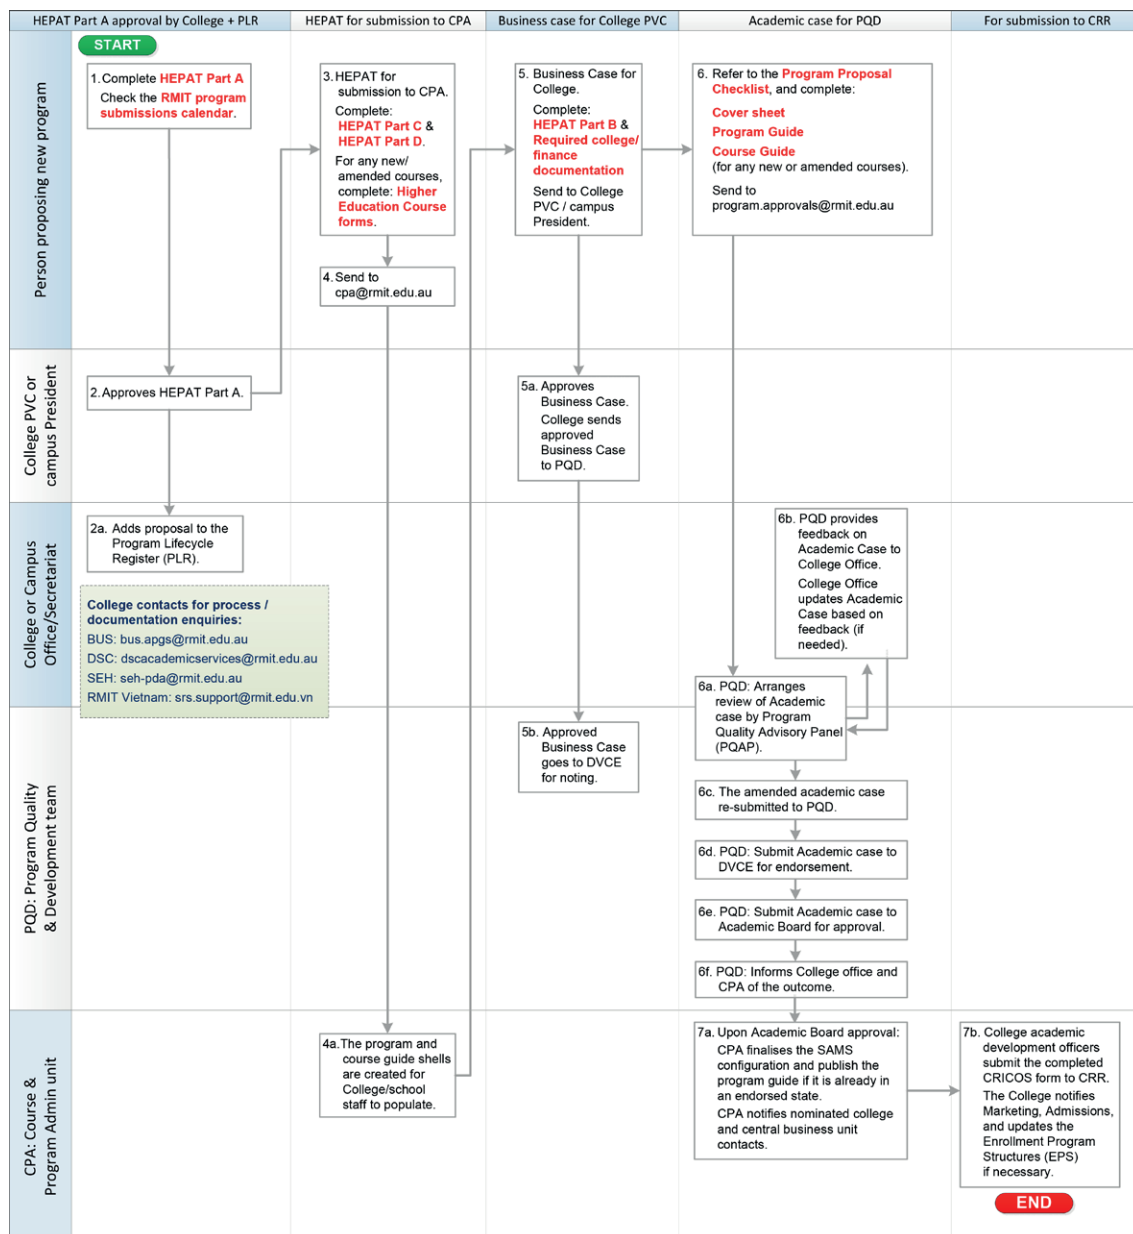 HEPAT Part A approval by College + PLR
HEPAT for submission to CPA
Business case for College PVC
Academic case for PQD
For submission to CRR
Person proposing new program
START
1. Complete HEPAT Part A
Check the RMIT program
submissions calendar.
3. HEPAT for
submission to CPA.
Complete:
HEPAT Part C &
HEPAT Part D.
For any new/
amended courses,
complete: Higher
Education Course
forms.
4. Send to
cpa@rmit.edu.au
5. Business Case for
College.
Complete:
HEPAT Part B &
Required college/
finance
documentation
Send to College
PVC / campus
President.
6. Refer to the Program Proposal
Checklist, and complete:
Cover sheet
Program Guide
Course Guide
(for any new or amended courses).
Send to
program.approvals@rmit.edu.au
College PVC or
campus President
2. Approves HEPAT Part A.
5a. Approves
Business Case.
College sends
approved
Business Case
to PQD.
College or Campus
Office/Secretariat
2a. Adds proposal to the
Program Lifecycle
Register (PLR).
College contacts for process /
documentation enquiries:
BUS: bus.apgs@rmit.edu.au
DSC: dscacademicservices@rmit.edu.au
SEH: seh-pda@rmit.edu.au
RMIT Vietnam: srs.support@rmit.edu.vn
6b. PQD provides
feedback on
Academic Case to
College Office.
College Office
updates Academic
Case based on
feedback (if
needed).
PQD: Program Quality
& Development team
5b. Approved
Business Case
goes to DVCE
for noting.
6a. PQD: Arranges
review of Academic
case by Program
Quality Advisory Panel
(PQAP).
6c. The amended academic case
re-submitted to PQD.
6d. PQD: Submit Academic case to
DVCE for endorsement.
6e. PQD: Submit Academic case to
Academic Board for approval.
6f. PQD: Informs College office and
CPA of the outcome.
CPA: Course &
Program Admin unit
4a. The program and
course guide shells
are created for
College/school
staff to populate.
7a. Upon Academic Board approval:
CPA finalises the SAMS
configuration and publish the
program guide if it is already in
an endorsed state.
CPA notifies nominated college
and central business unit
contacts.
7b. College academic
development officers
submit the completed
CRICOS form to CRR.
The College notifies
Marketing, Admissions,
and updates the
Enrollment Program
Structures (EPS)
if necessary.
END